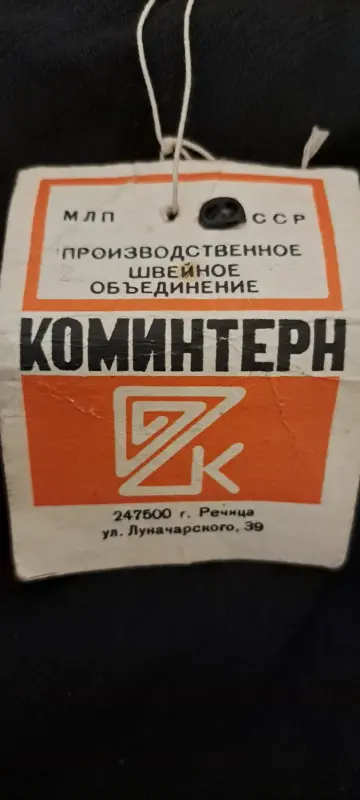 МЛП ССР
ПРОИЗВОДСТВЕННОЕ
ШВЕЙНОЕ
ОБЪЕДИНЕНИЕ
КОМИНТЕРН
К
247500 г. Речица
ул. Луначарского, 39